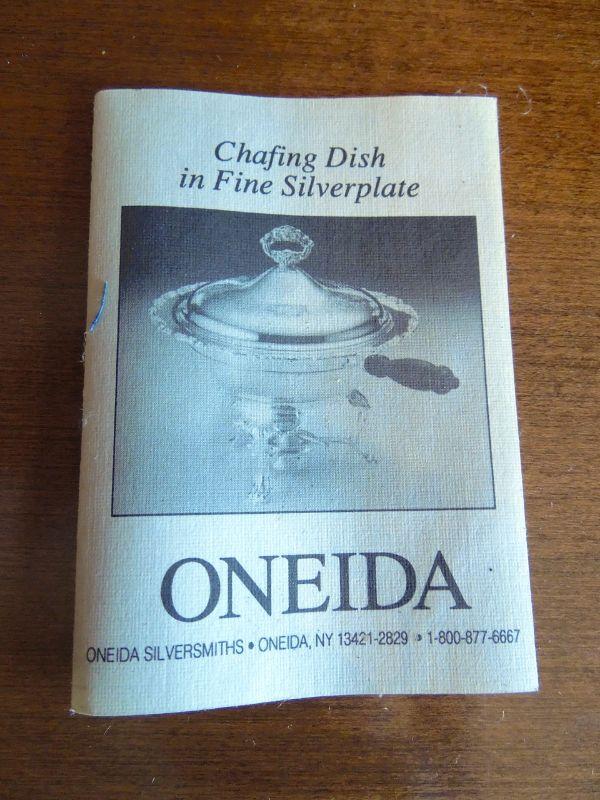 Chafing Dish
in Fine Silverplate
ONEIDA
ONEIDA SILVERSMITHS • ONEIDA, NY 13421-2829 • 1-800-877-6667